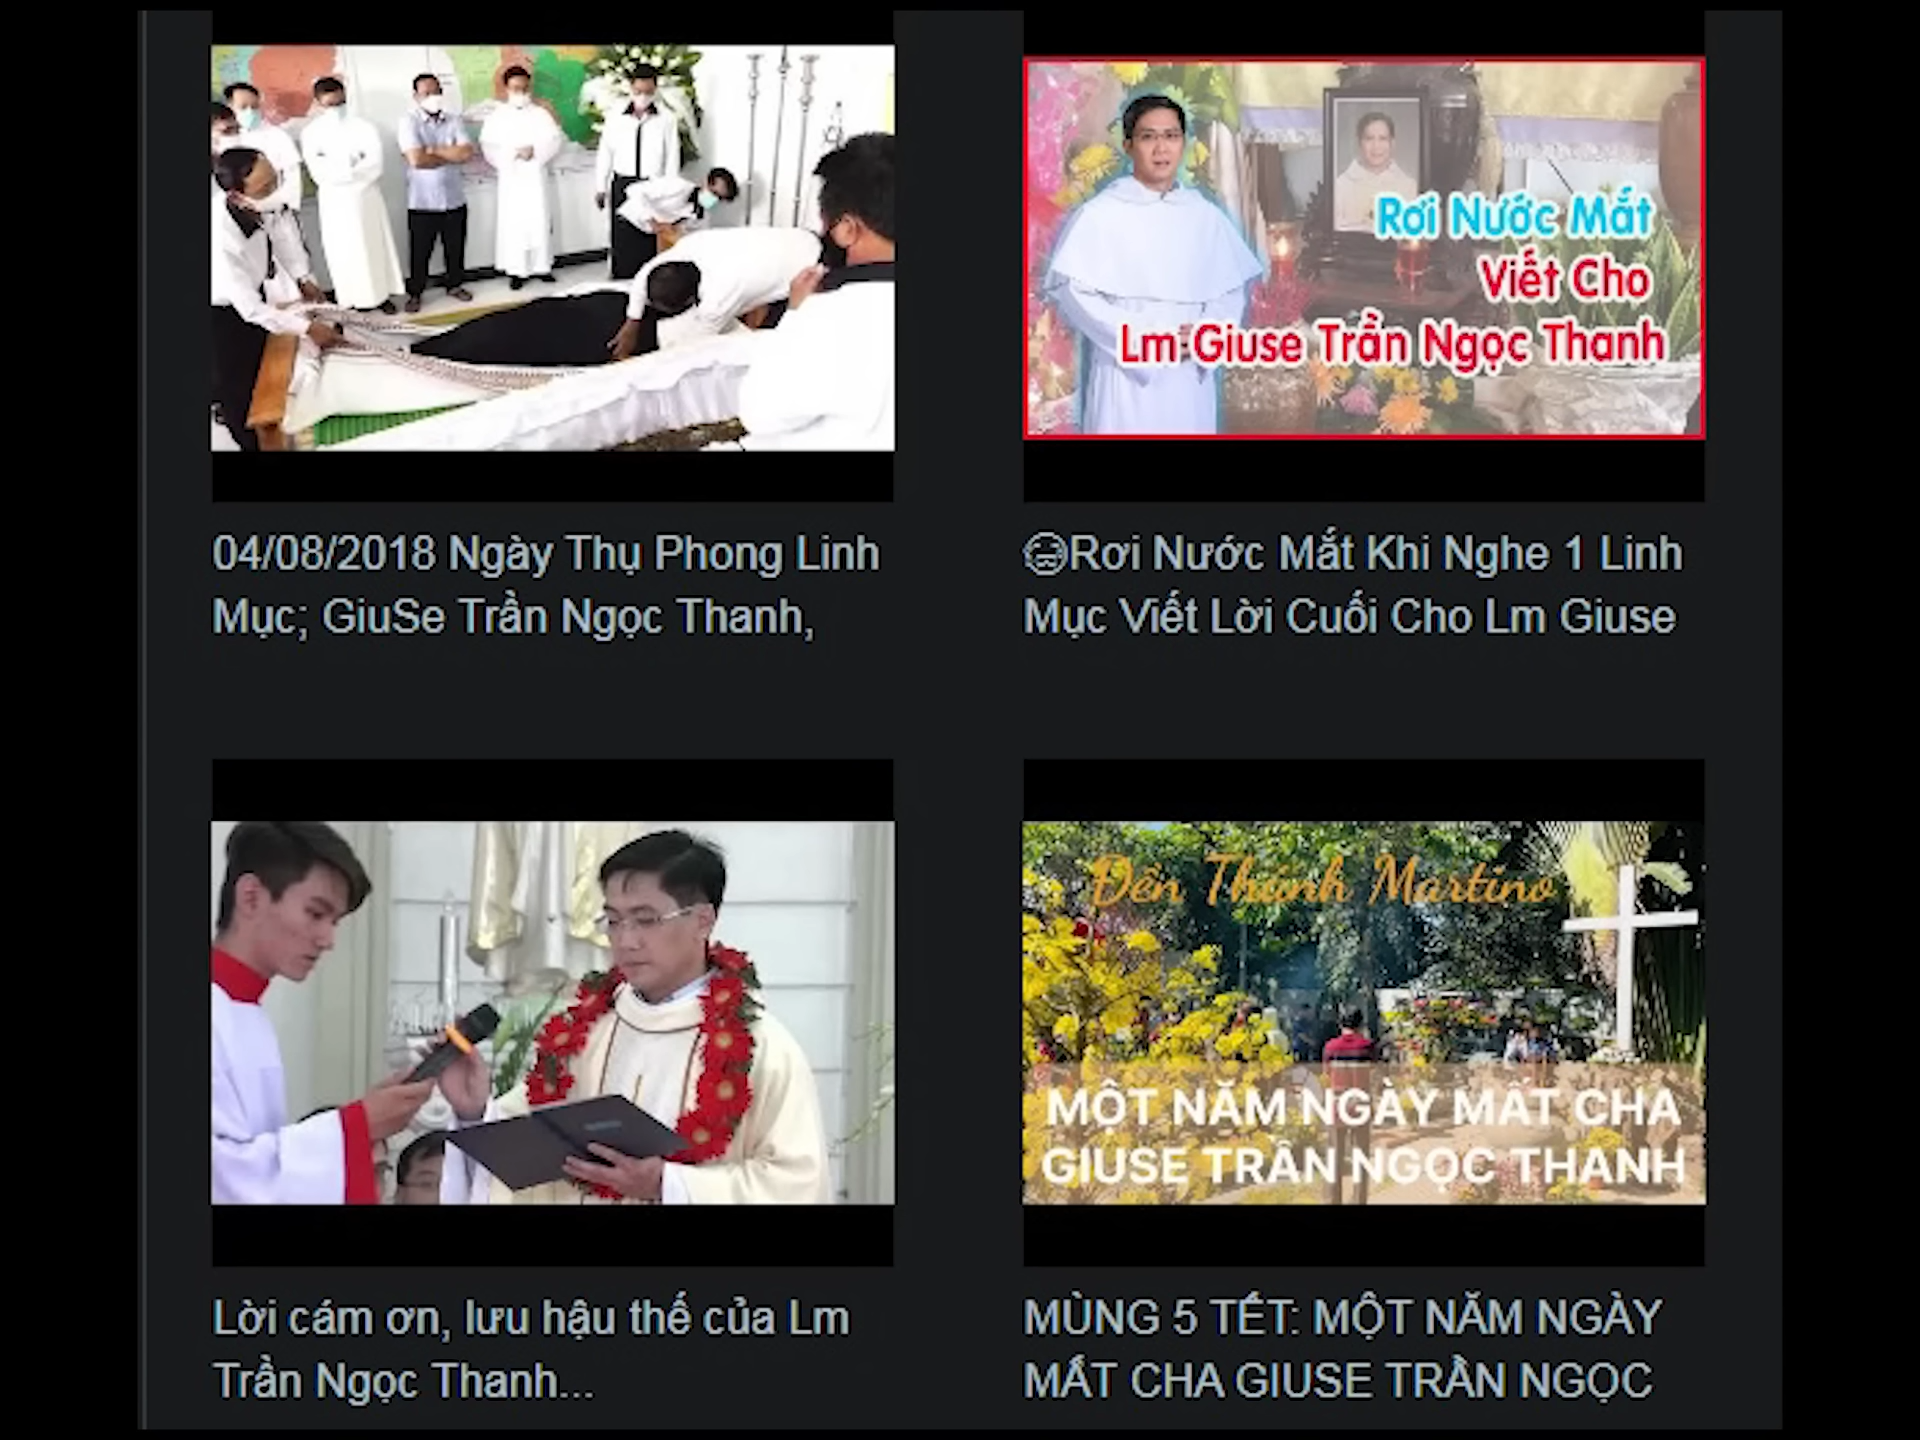 Rơi Nước Mắt
Viết Cho
Lm Giuse Trần Ngọc Thanh
04/08/2018 Ngày Thụ Phong Linh
Mục; GiuSe Trần Ngọc Thanh,
Rơi Nước Mắt Khi Nghe 1 Linh
Mục Viết Lời Cuối Cho Lm Giuse
Đền Thánh Martino
MỘT NĂM NGÀY MẤT CHA
GIUSE TRẦN NGỌC THANH
Lời cám ơn, lưu hậu thế của Lm
Trần Ngọc Thanh...
MÙNG 5 TẾT: MỘT NĂM NGÀY
MẤT CHA GIUSE TRẦN NGỌC